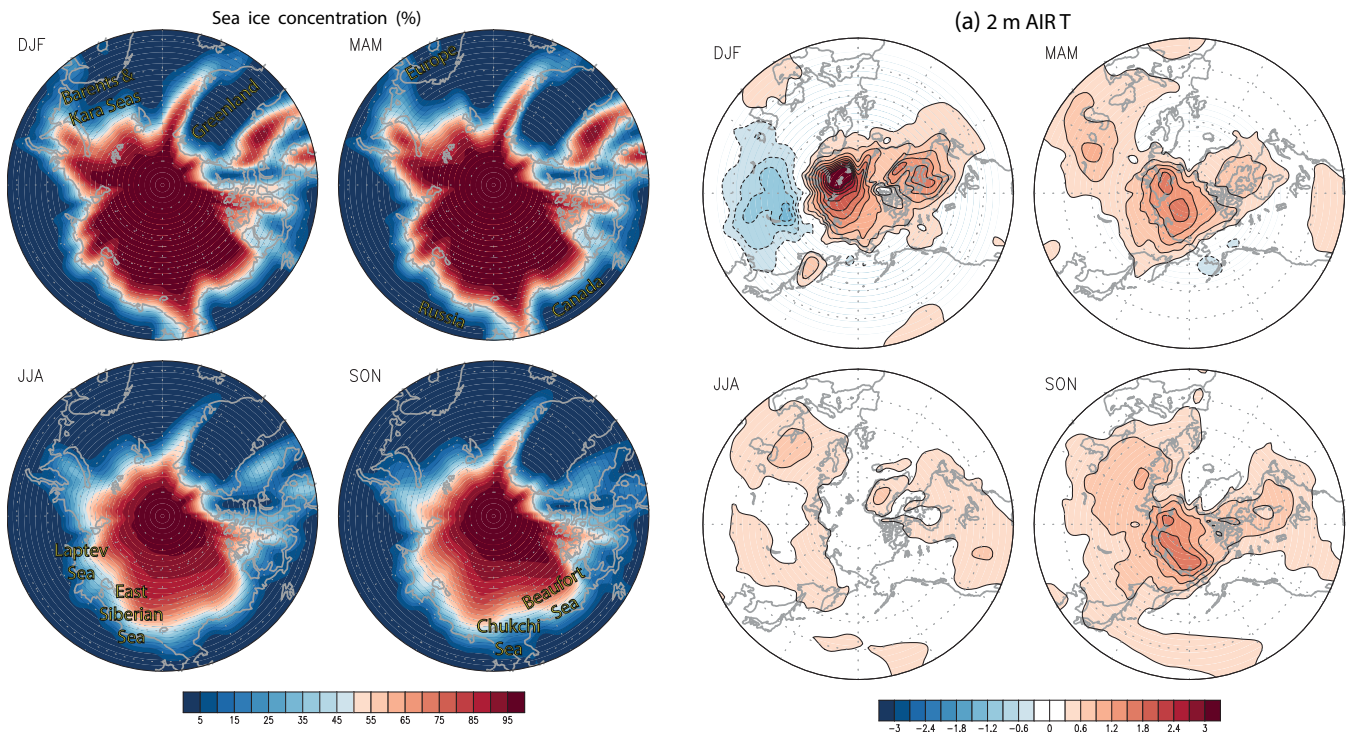 Sea ice concentration (%)
DJF
MAM
Barents &
Kara Seas
Greenland
Europe
Russia
Canada
JJA
SON
Laptev
Sea
East
Siberian
Sea
Beaufort
Sea
Chukchi
Sea
5 15 25 35 45 55 65 75 85 95
(a) 2 m AIR T
DJF
MAM
JJA
SON
−3 −2.4 −1.8 −1.2 −0.6 0 0.6 1.2 1.8 2.4 3